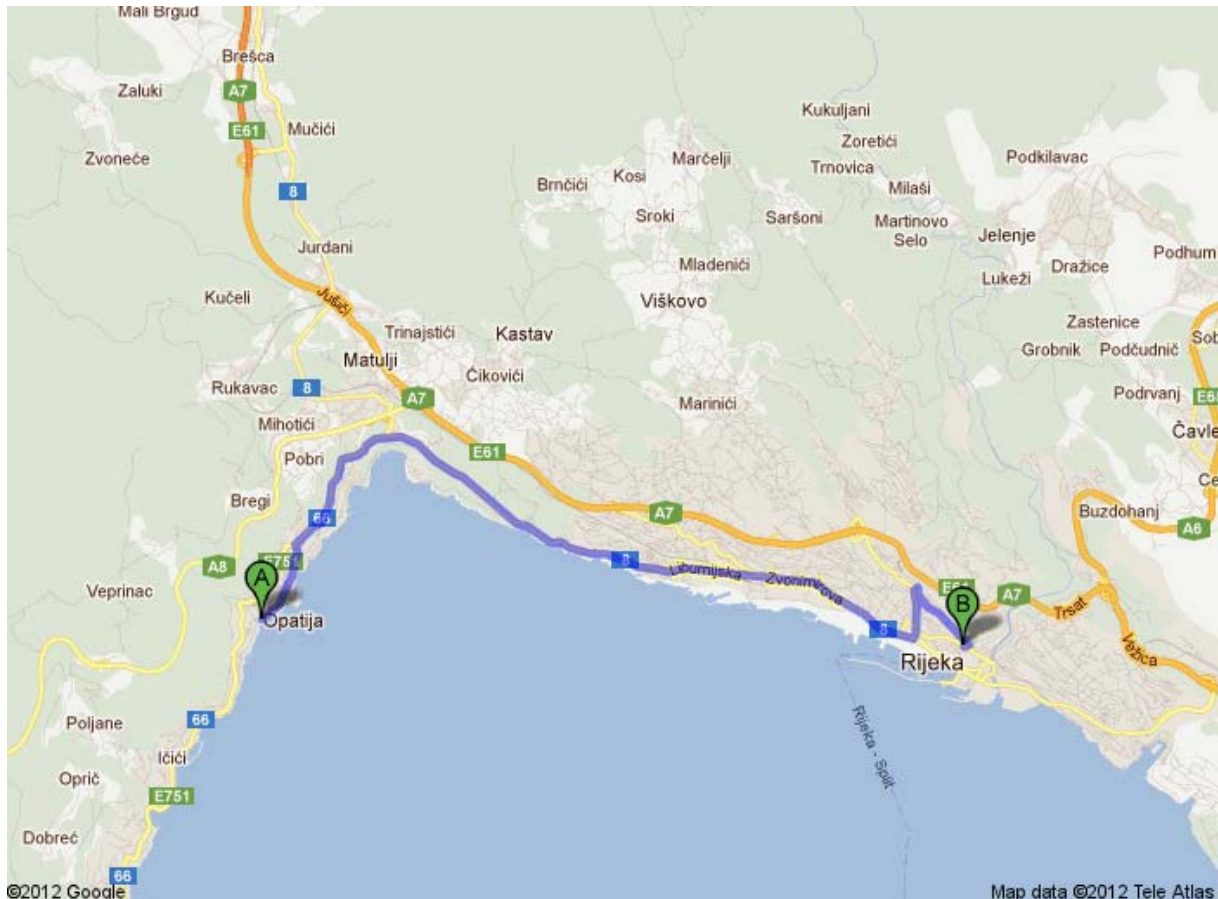 Mali Brgud
Brešca
A7
Zaluki
E61
Mučići
Zvoneće
8
Kukuljani
Zoretići
Trnovica
Marčelji
Kosi
Brnčići
Sroki
Saršoni
Milaši
Martinovo
Selo
Podkilavac
Jelenje
Podhum
Dražice
Lukeži
Jurdani
Kučeli
Jušići
Mladenići
Viškovo
Trinajstići
Kastav
Zastenice
Grobnik
Podčudnič
Matulji
Čikovići
Rukavac
8
A7
Marinići
Podrvanj
Mihotići
Čavle
Pobri
E61
Bregi
66
A7
Buzdohanj
A6
A8
E751
8
Liburnijska
Zvonimirova
E61
A7
Trsat
Vežica
Veprinac
A
Opatija
8
B
Rijeka
Rijeka - Split
Poljane
66
Ičići
Oprič
E751
Dobreć
66
©2012 Google
Map data ©2012 Tele Atlas